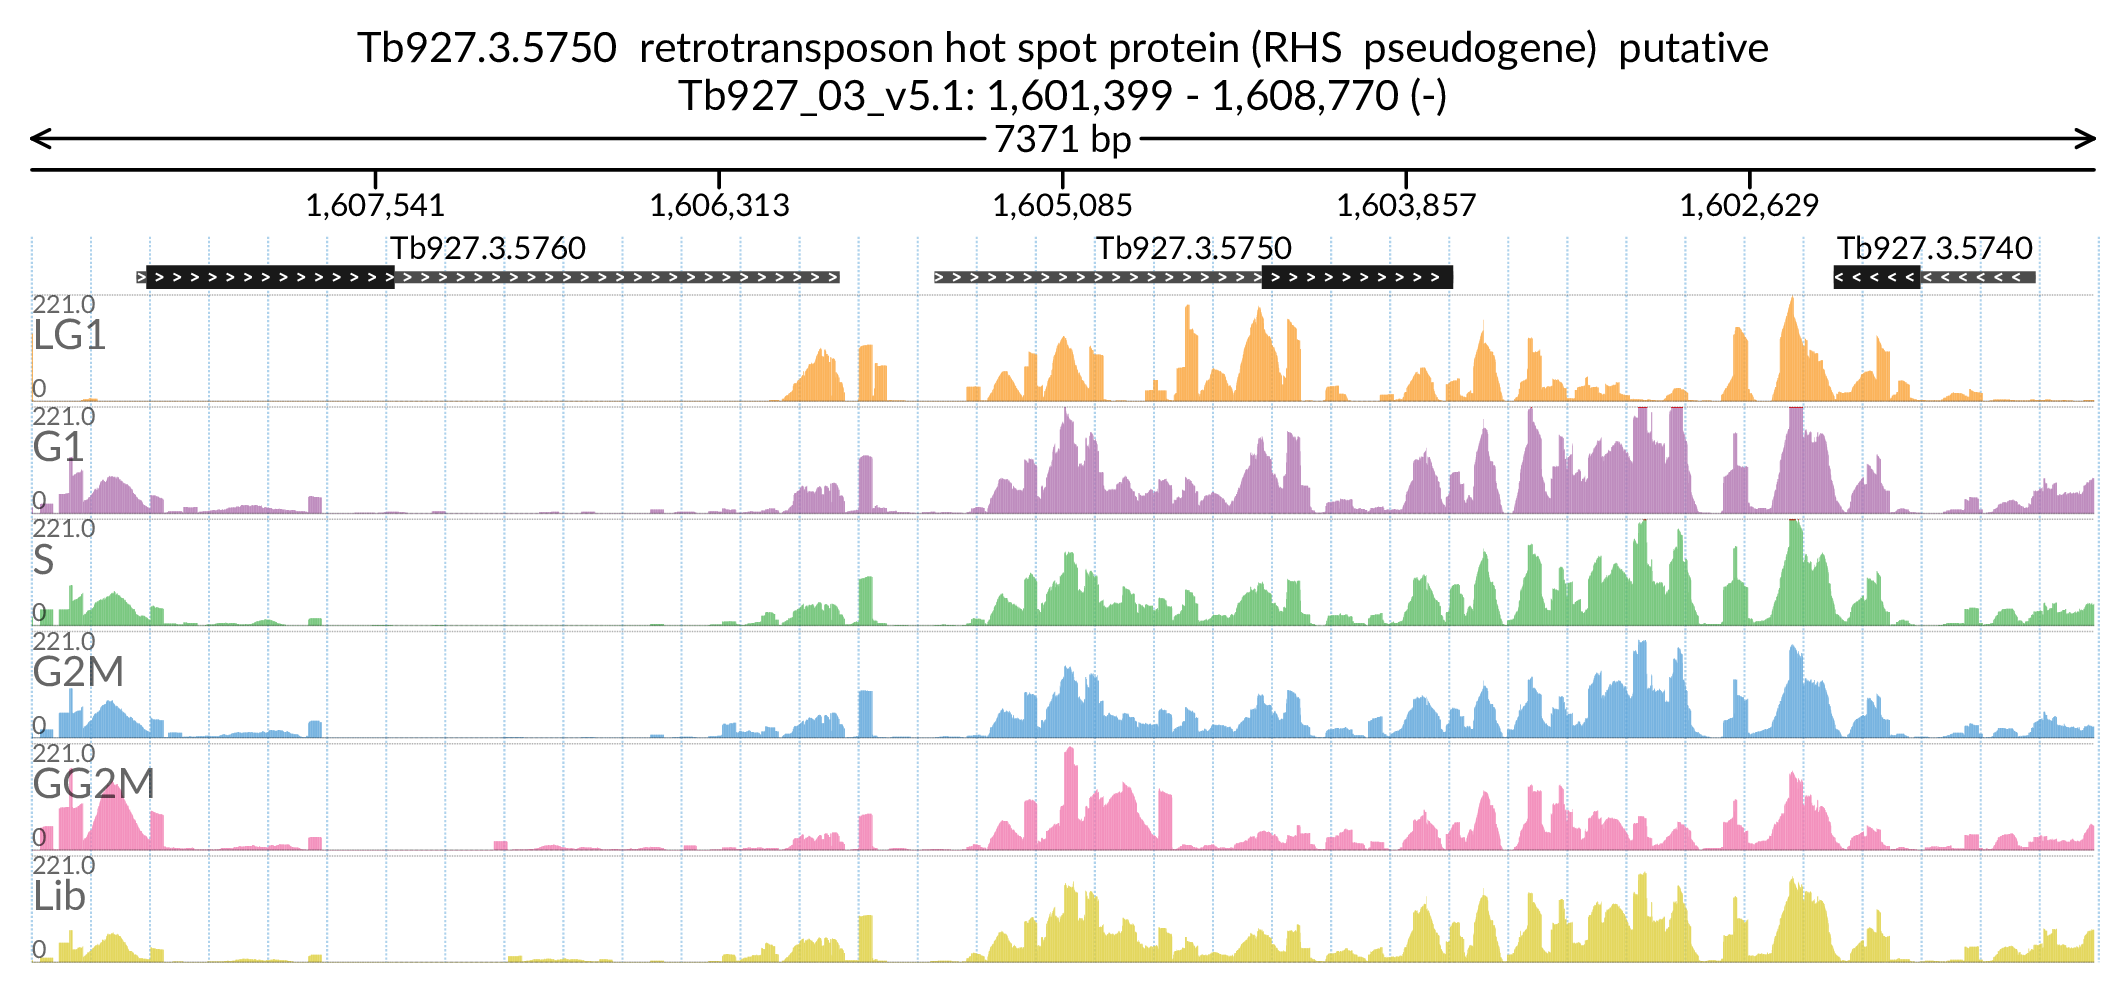 Tb927.3.5750 retrotransposon hot spot protein (RHS pseudogene) putative
Tb927_03_v5.1: 1,601,399 - 1,608,770 (-)
7371 bp
1,607,541 1,606,313 1,605,085 1,603,857 1,602,629
Tb927.3.5760 Tb927.3.5750 Tb927.3.5740
221.0
LG1
0
221.0
G1
0
221.0
S
0
221.0
G2M
0
221.0
GG2M
0
221.0
Lib
0